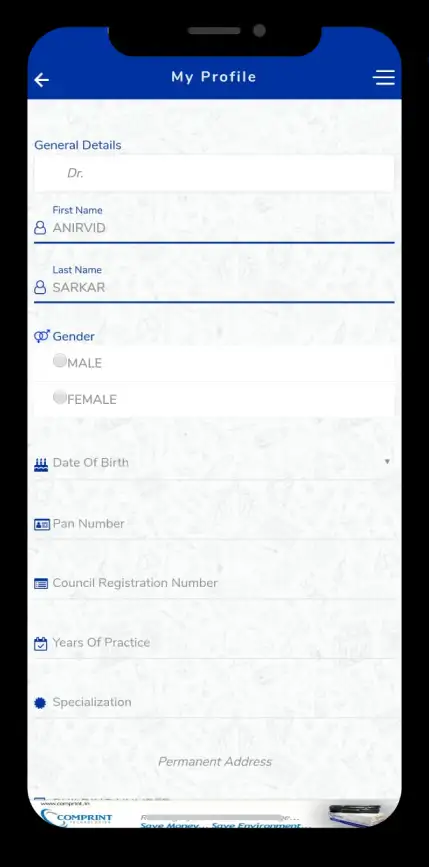 My Profile
General Details
Dr.
First Name
ANIRVID
Last Name
SARKAR
Gender
MALE
FEMALE
Date Of Birth
Pan Number
Council Registration Number
Years Of Practice
Specialization
Permanent Address
www.comprint.in
COMPRINT
TECHNOLOGIES
Save Money... Save Environment...